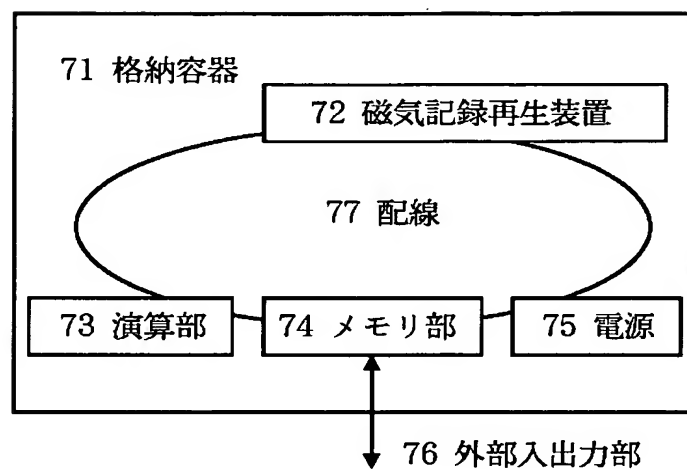 71 格納容器
72 磁気記録再生装置
77 配線
73 演算部
74 メモリ部
75 電源
76 外部入出力部